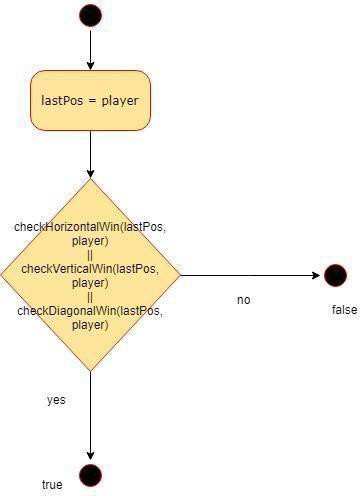 lastPos = player
checkHorizontalWin(lastPos,
player)
||
checkVerticalWin(lastPos,
player)
||
checkDiagonalWin(lastPos,
player)
no
false
yes
true